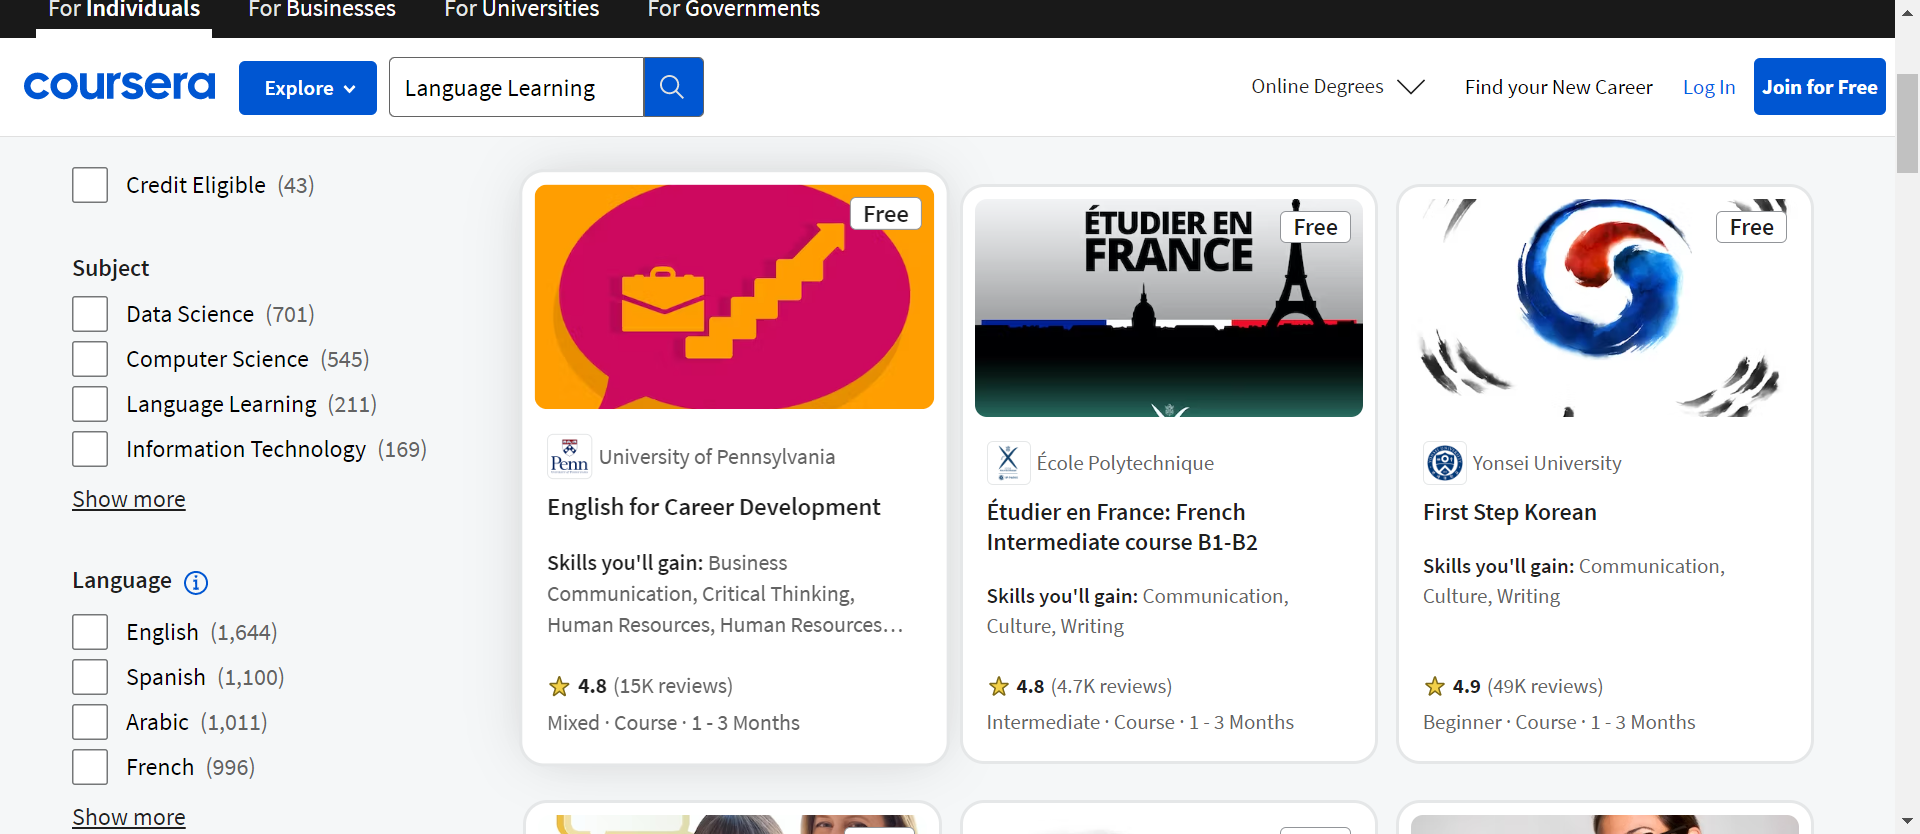 For Individuals
For Businesses
For Universities
For Governments
coursera
Explore
Language Learning
Online Degrees
Find your New Career
Log In
Join for Free
Credit Eligible (43)
Subject
Data Science (701)
Computer Science (545)
Language Learning (211)
Information Technology (169)
Show more
Language
English (1,644)
Spanish (1,100)
Arabic (1,011)
French (996)
Show more
Free
Penn
University of Pennsylvania
English for Career Development
Skills you'll gain: Business
Communication, Critical Thinking,
Human Resources, Human Resources…
4.8 (15K reviews)
Mixed · Course · 1 - 3 Months
ÉTUDIER EN
FRANCE
Free
École Polytechnique
Étudier en France: French
Intermediate course B1-B2
Skills you'll gain: Communication,
Culture, Writing
4.8 (4.7K reviews)
Intermediate · Course · 1 - 3 Months
Free
Yonsei University
First Step Korean
Skills you'll gain: Communication,
Culture, Writing
4.9 (49K reviews)
Beginner · Course · 1 - 3 Months